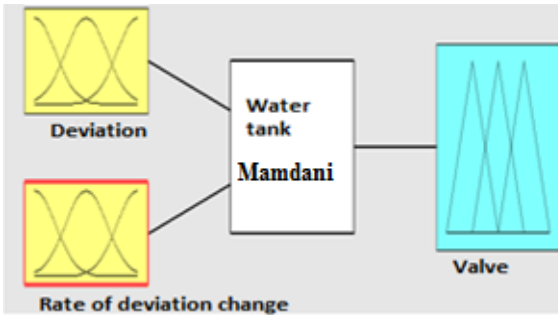 Deviation
Water
tank
Mamdani
Valve
Rate of deviation change